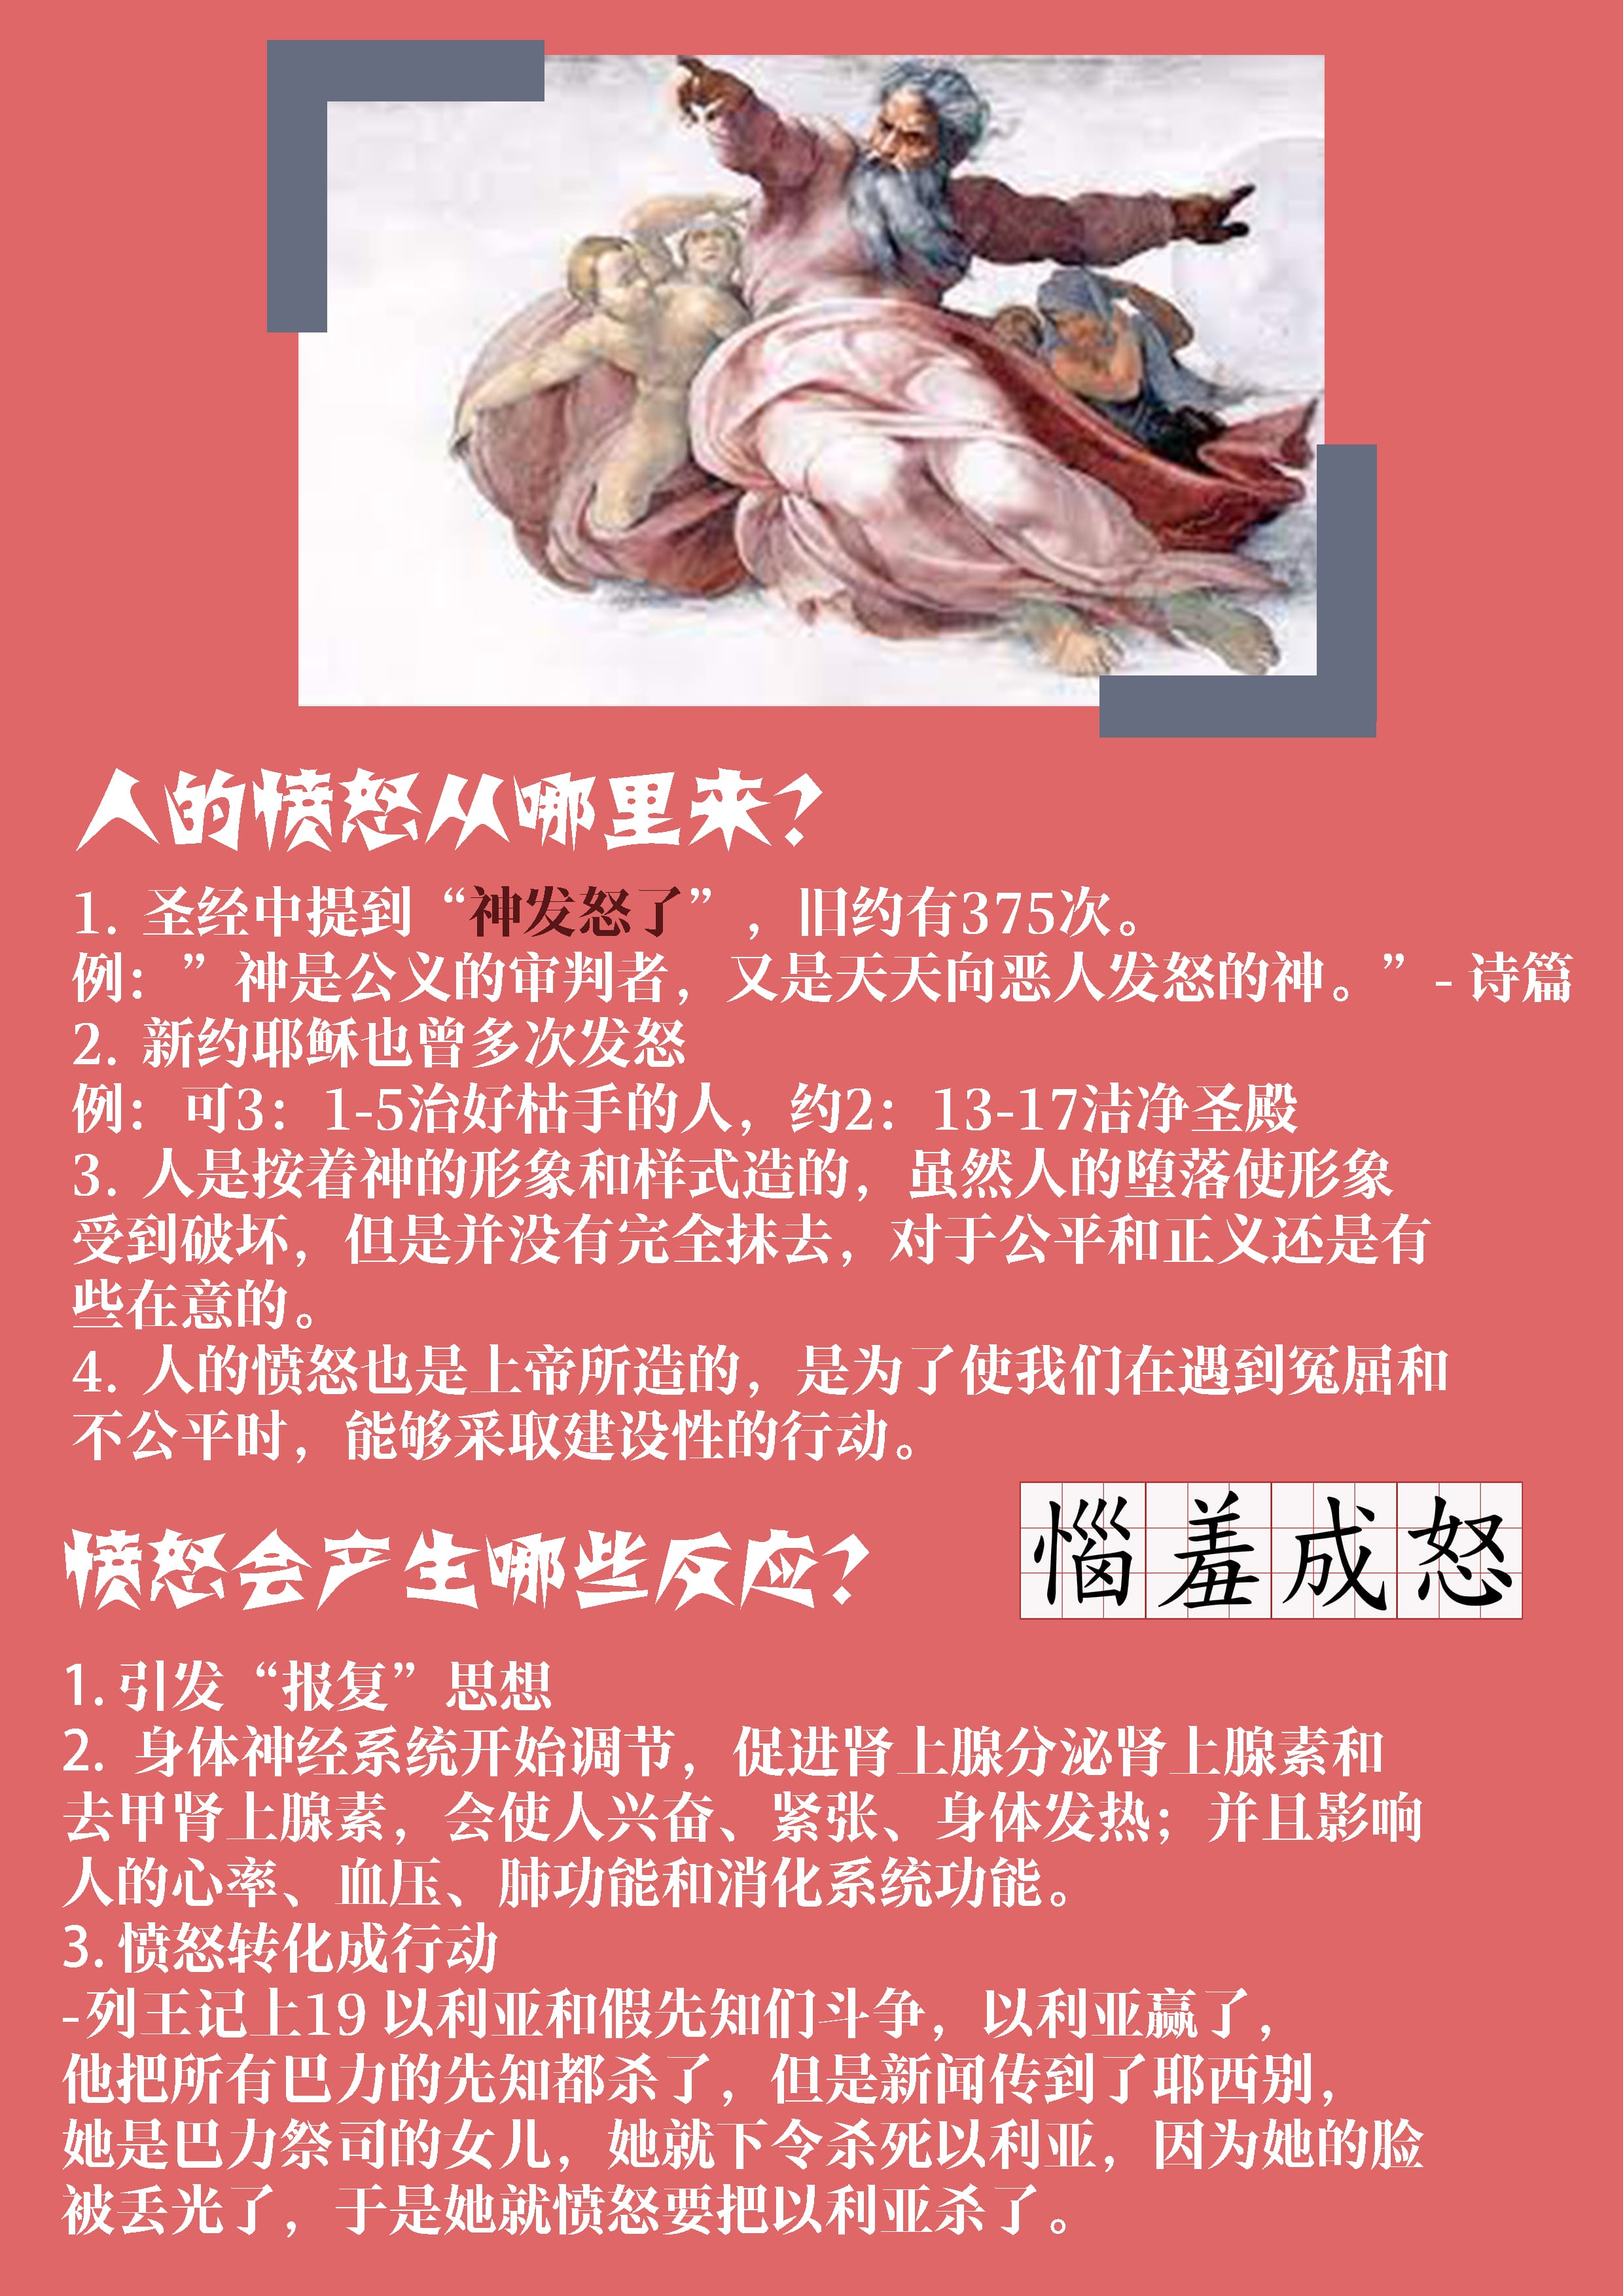 人的愤怒从哪里来?
1. 圣经中提到“神发怒了”，旧约有375次。
例：”神是公义的审判者，又是天天向恶人发怒的神。” - 诗篇
2. 新约耶稣也曾多次发怒
例：可3：1-5治好枯手的人，约2：13-17洁净圣殿
3. 人是按着神的形象和样式造的，虽然人的堕落使形象
受到破坏，但是并没有完全抹去，对于公平和正义还是有
些在意的。
4. 人的愤怒也是上帝所造的，是为了使我们在遇到冤屈和
不公平时，能够采取建设性的行动。
恼羞成怒
愤怒会产生哪些反应?
1. 引发“报复”思想
2. 身体神经系统开始调节，促进肾上腺分泌肾上腺素和
去甲肾上腺素，会使人兴奋、紧张、身体发热；并且影响
人的心率、血压、肺功能和消化系统功能。
3. 愤怒转化成行动
-列王记上19 以利亚和假先知们斗争，以利亚赢了，
他把所有巴力的先知都杀了，但是新闻传到了耶西别，
她是巴力祭司的女儿，她就下令杀死以利亚，因为她的脸
被丢光了，于是她就愤怒要把以利亚杀了。